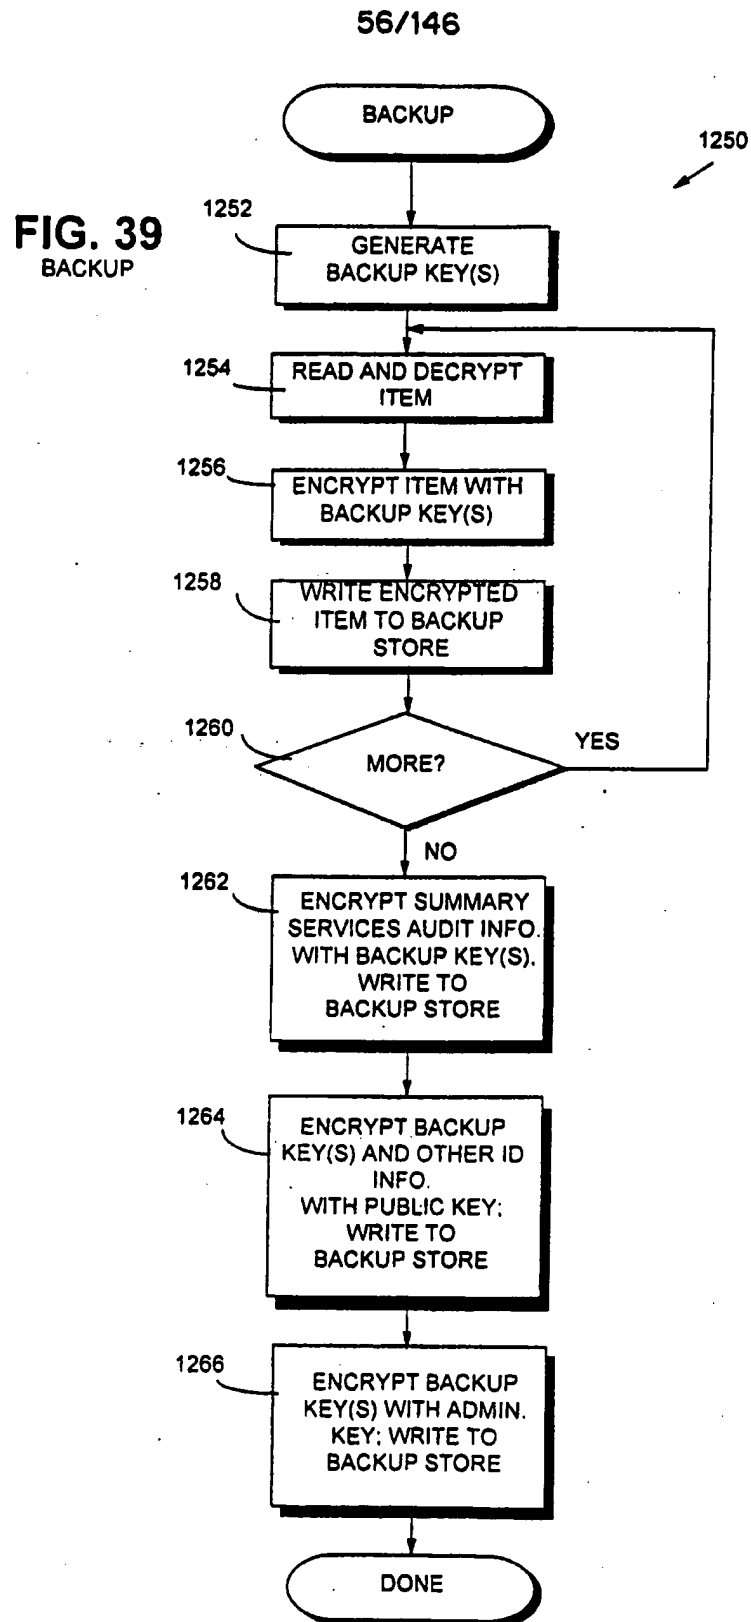 56/146
BACKUP
1250
FIG. 39
BACKUP
1252
GENERATE
BACKUP KEY(S)
1254
READ AND DECRYPT
ITEM
1256
ENCRYPT ITEM WITH
BACKUP KEY(S)
1258
WRITE ENCRYPTED
ITEM TO BACKUP
STORE
1260
MORE?
YES
NO
1262
ENCRYPT SUMMARY
SERVICES AUDIT INFO.
WITH BACKUP KEY(S).
WRITE TO
BACKUP STORE
1264
ENCRYPT BACKUP
KEY(S) AND OTHER ID
INFO.
WITH PUBLIC KEY;
WRITE TO
BACKUP STORE
1266
ENCRYPT BACKUP
KEY(S) WITH ADMIN.
KEY; WRITE TO
BACKUP STORE
DONE